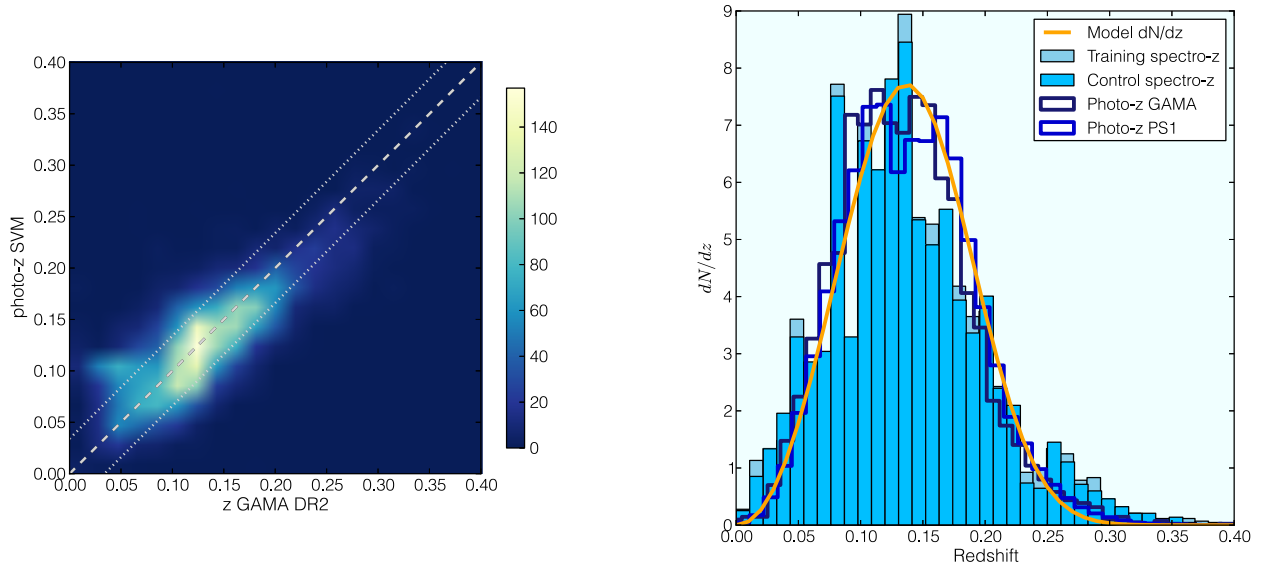 0.40
0.35
0.30
0.25
0.20
0.15
0.10
0.05
0.00
photo-z SVM
0.00 0.05 0.10 0.15 0.20 0.25 0.30 0.35 0.40
z GAMA DR2
140
120
100
80
60
40
20
0
9
8
7
6
5
4
3
2
1
0
dN/dz
Model dN/dz
Training spectro-z
Control spectro-z
Photo-z GAMA
Photo-z PS1
0.00 0.05 0.10 0.15 0.20 0.25 0.30 0.35 0.40
Redshift